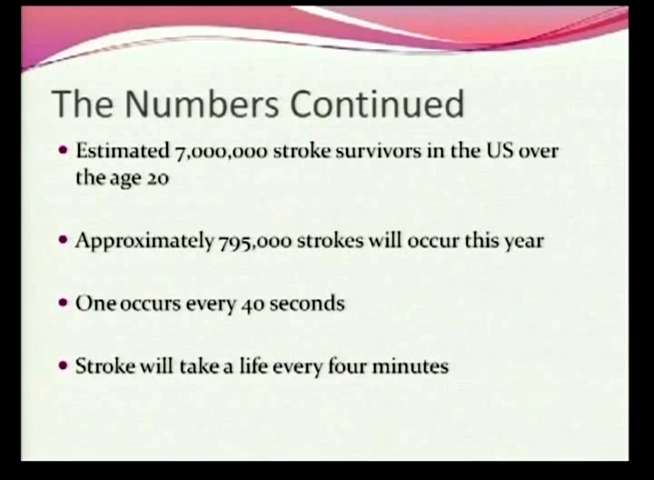 The Numbers Continued
• Estimated 7,000,000 stroke survivors in the US over
the age 20
• Approximately 795,000 strokes will occur this year
• One occurs every 40 seconds
• Stroke will take a life every four minutes